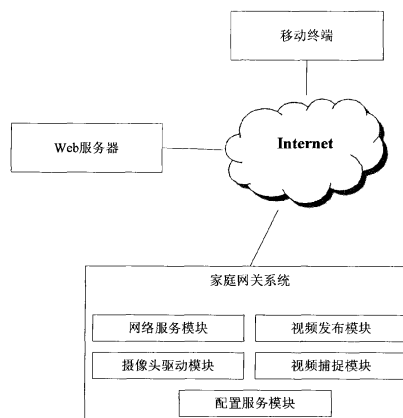 移动终端
Web服务器
Internet
家庭网关系统
网络服务模块
视频发布模块
摄像头驱动模块
视频捕捉模块
配置服务模块